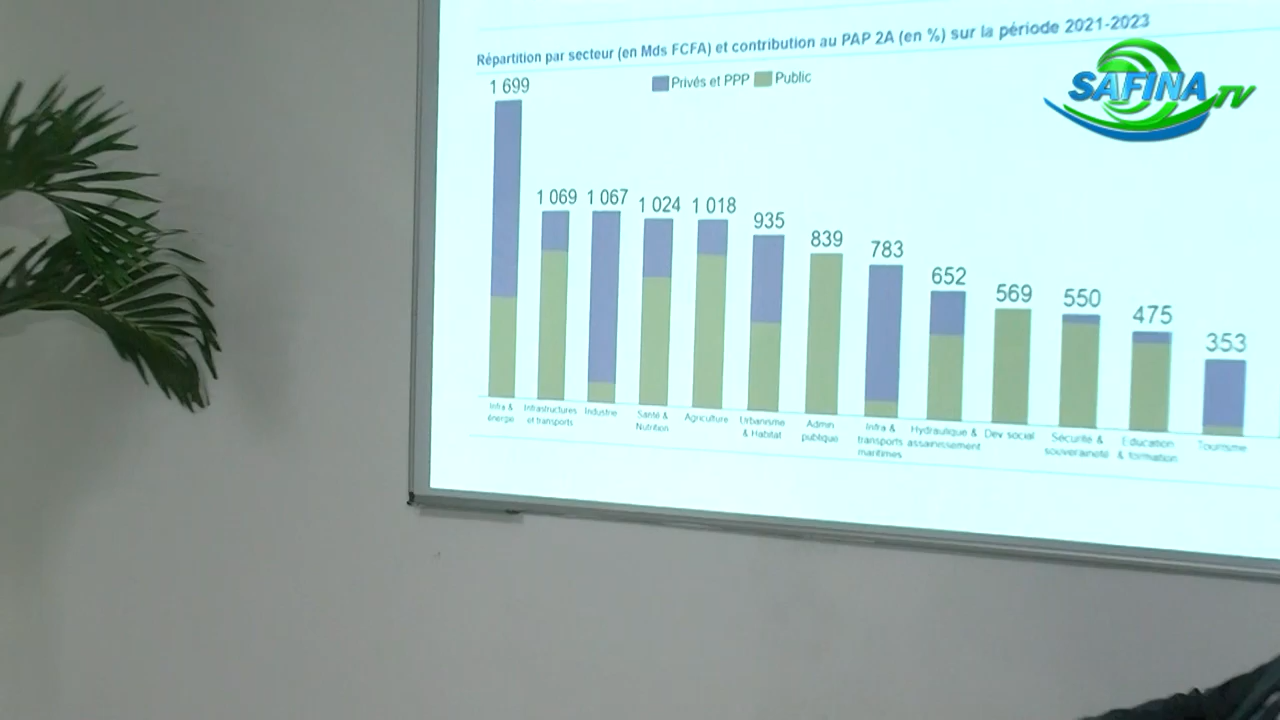 Répartition par secteur (en Mds FCFA) et contribution au PAP 2A (en %) sur la période 2021-2023
SAFINA TV
Privés et PPP Public
1 699
1 069 1 067 1 024 1 018 935 839 783 652 569 550 475 353
Infra & énergie
Infrastructures et transports
Industrie
Santé & Nutrition
Agriculture
Urbanisme & Habitat
Admin publique
Infra & transports maritimes
Hydraulique & assainissement
Dev social
Sécurité & souveraineté
Education & formation
Tourisme